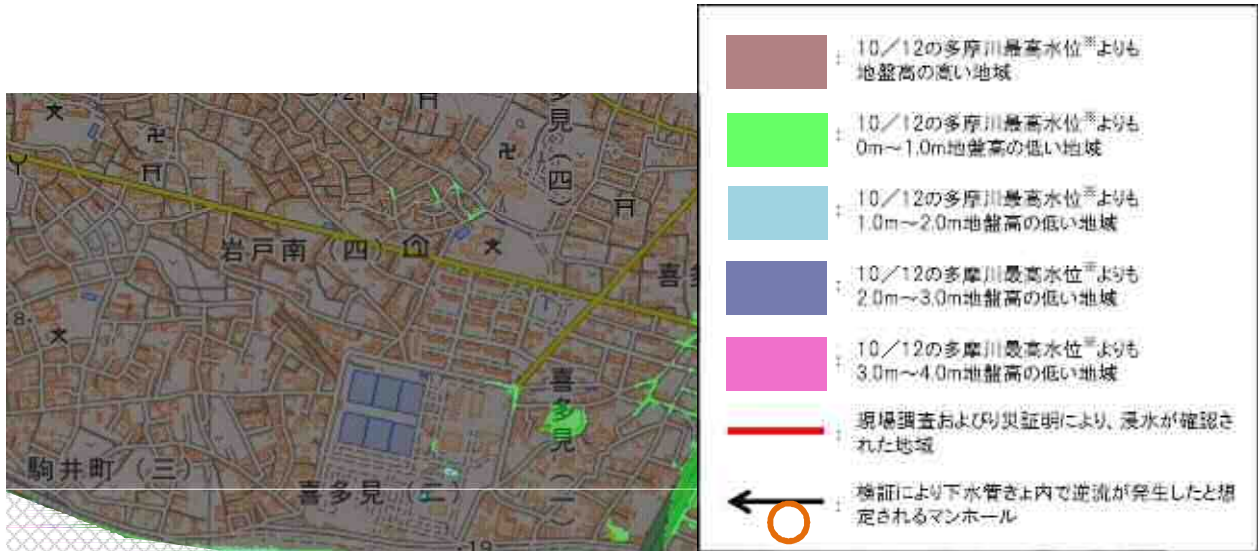 10／12の多摩川最高水位※よりも
地盤高の高い地域
10／12の多摩川最高水位※よりも
0m～1.0m地盤高の低い地域
10／12の多摩川最高水位※よりも
1.0m～2.0m地盤高の低い地域
10／12の多摩川最高水位※よりも
2.0m～3.0m地盤高の低い地域
10／12の多摩川最高水位※よりも
3.0m～4.0m地盤高の低い地域
現場調査およびり災証明により、浸水が確認さ
れた地域
検証により下水管きょ内で逆流が発生したと想
定されるマンホール
見(四)
岩戸南（四）
喜
喜多見(二)
駒井町（三）
喜多見（二）
19